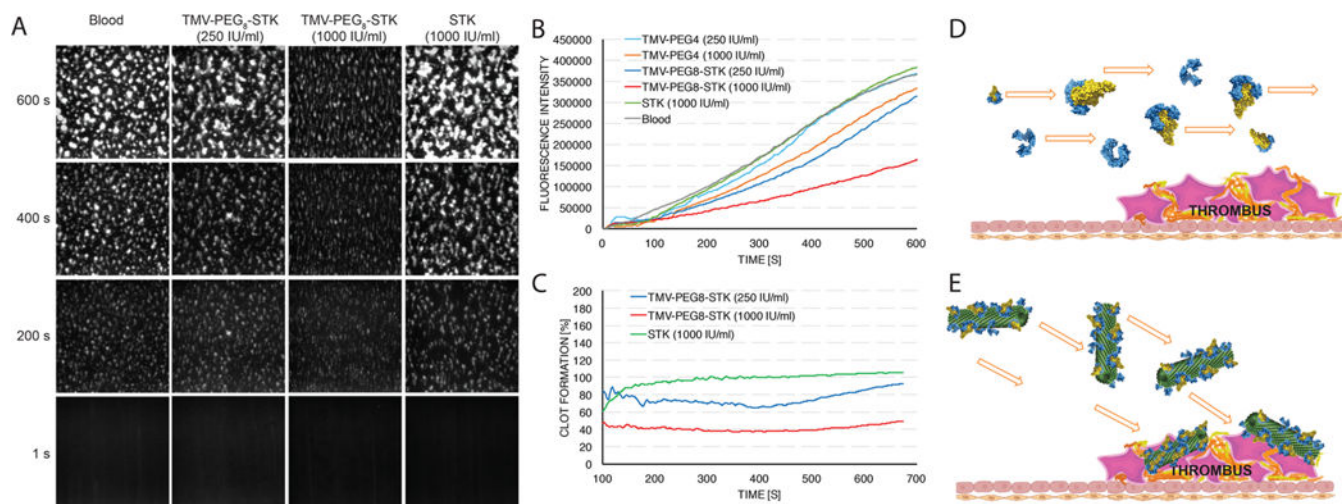 A
Blood
TMV-PEG8-STK
(250 IU/ml)
TMV-PEG8-STK
(1000 IU/ml)
STK
(1000 IU/ml)
600 s
400 s
200 s
1 s
B
450000
400000
350000
300000
250000
200000
150000
100000
50000
0
FLUORESCENCE INTENSITY
TMV-PEG4 (250 IU/ml)
TMV-PEG4 (1000 IU/ml)
TMV-PEG8-STK (250 IU/ml)
TMV-PEG8-STK (1000 IU/ml)
STK (1000 IU/ml)
Blood
100 100 200 300 400 500 600
TIME [S]
C
200
180
160
140
120
100
80
60
40
20
0
CLOT FORMATION [%]
TMV-PEG8-STK (250 IU/ml)
TMV-PEG8-STK (1000 IU/ml)
STK (1000 IU/ml)
100 200 300 400 500 600 700
TIME [S]
D
THROMBUS
E
THROMBUS